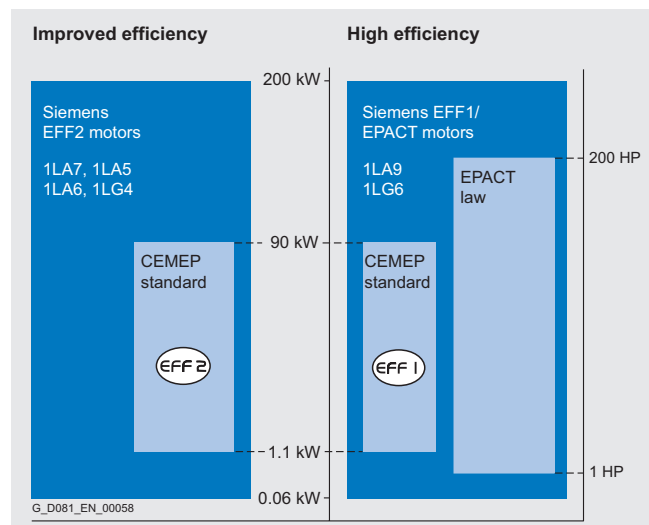 Improved efficiency
High efficiency
200 kW
Siemens
EFF2 motors
1LA7, 1LA5
1LA6, 1LG4
Siemens EFF1/
EPACT motors
1LA9
1LG6
200 HP
EPACT
law
90 kW
CEMEP
standard
CEMEP
standard
EFF 2
EFF 1
1.1 kW
1 HP
0.06 kW
G_D081_EN_00058